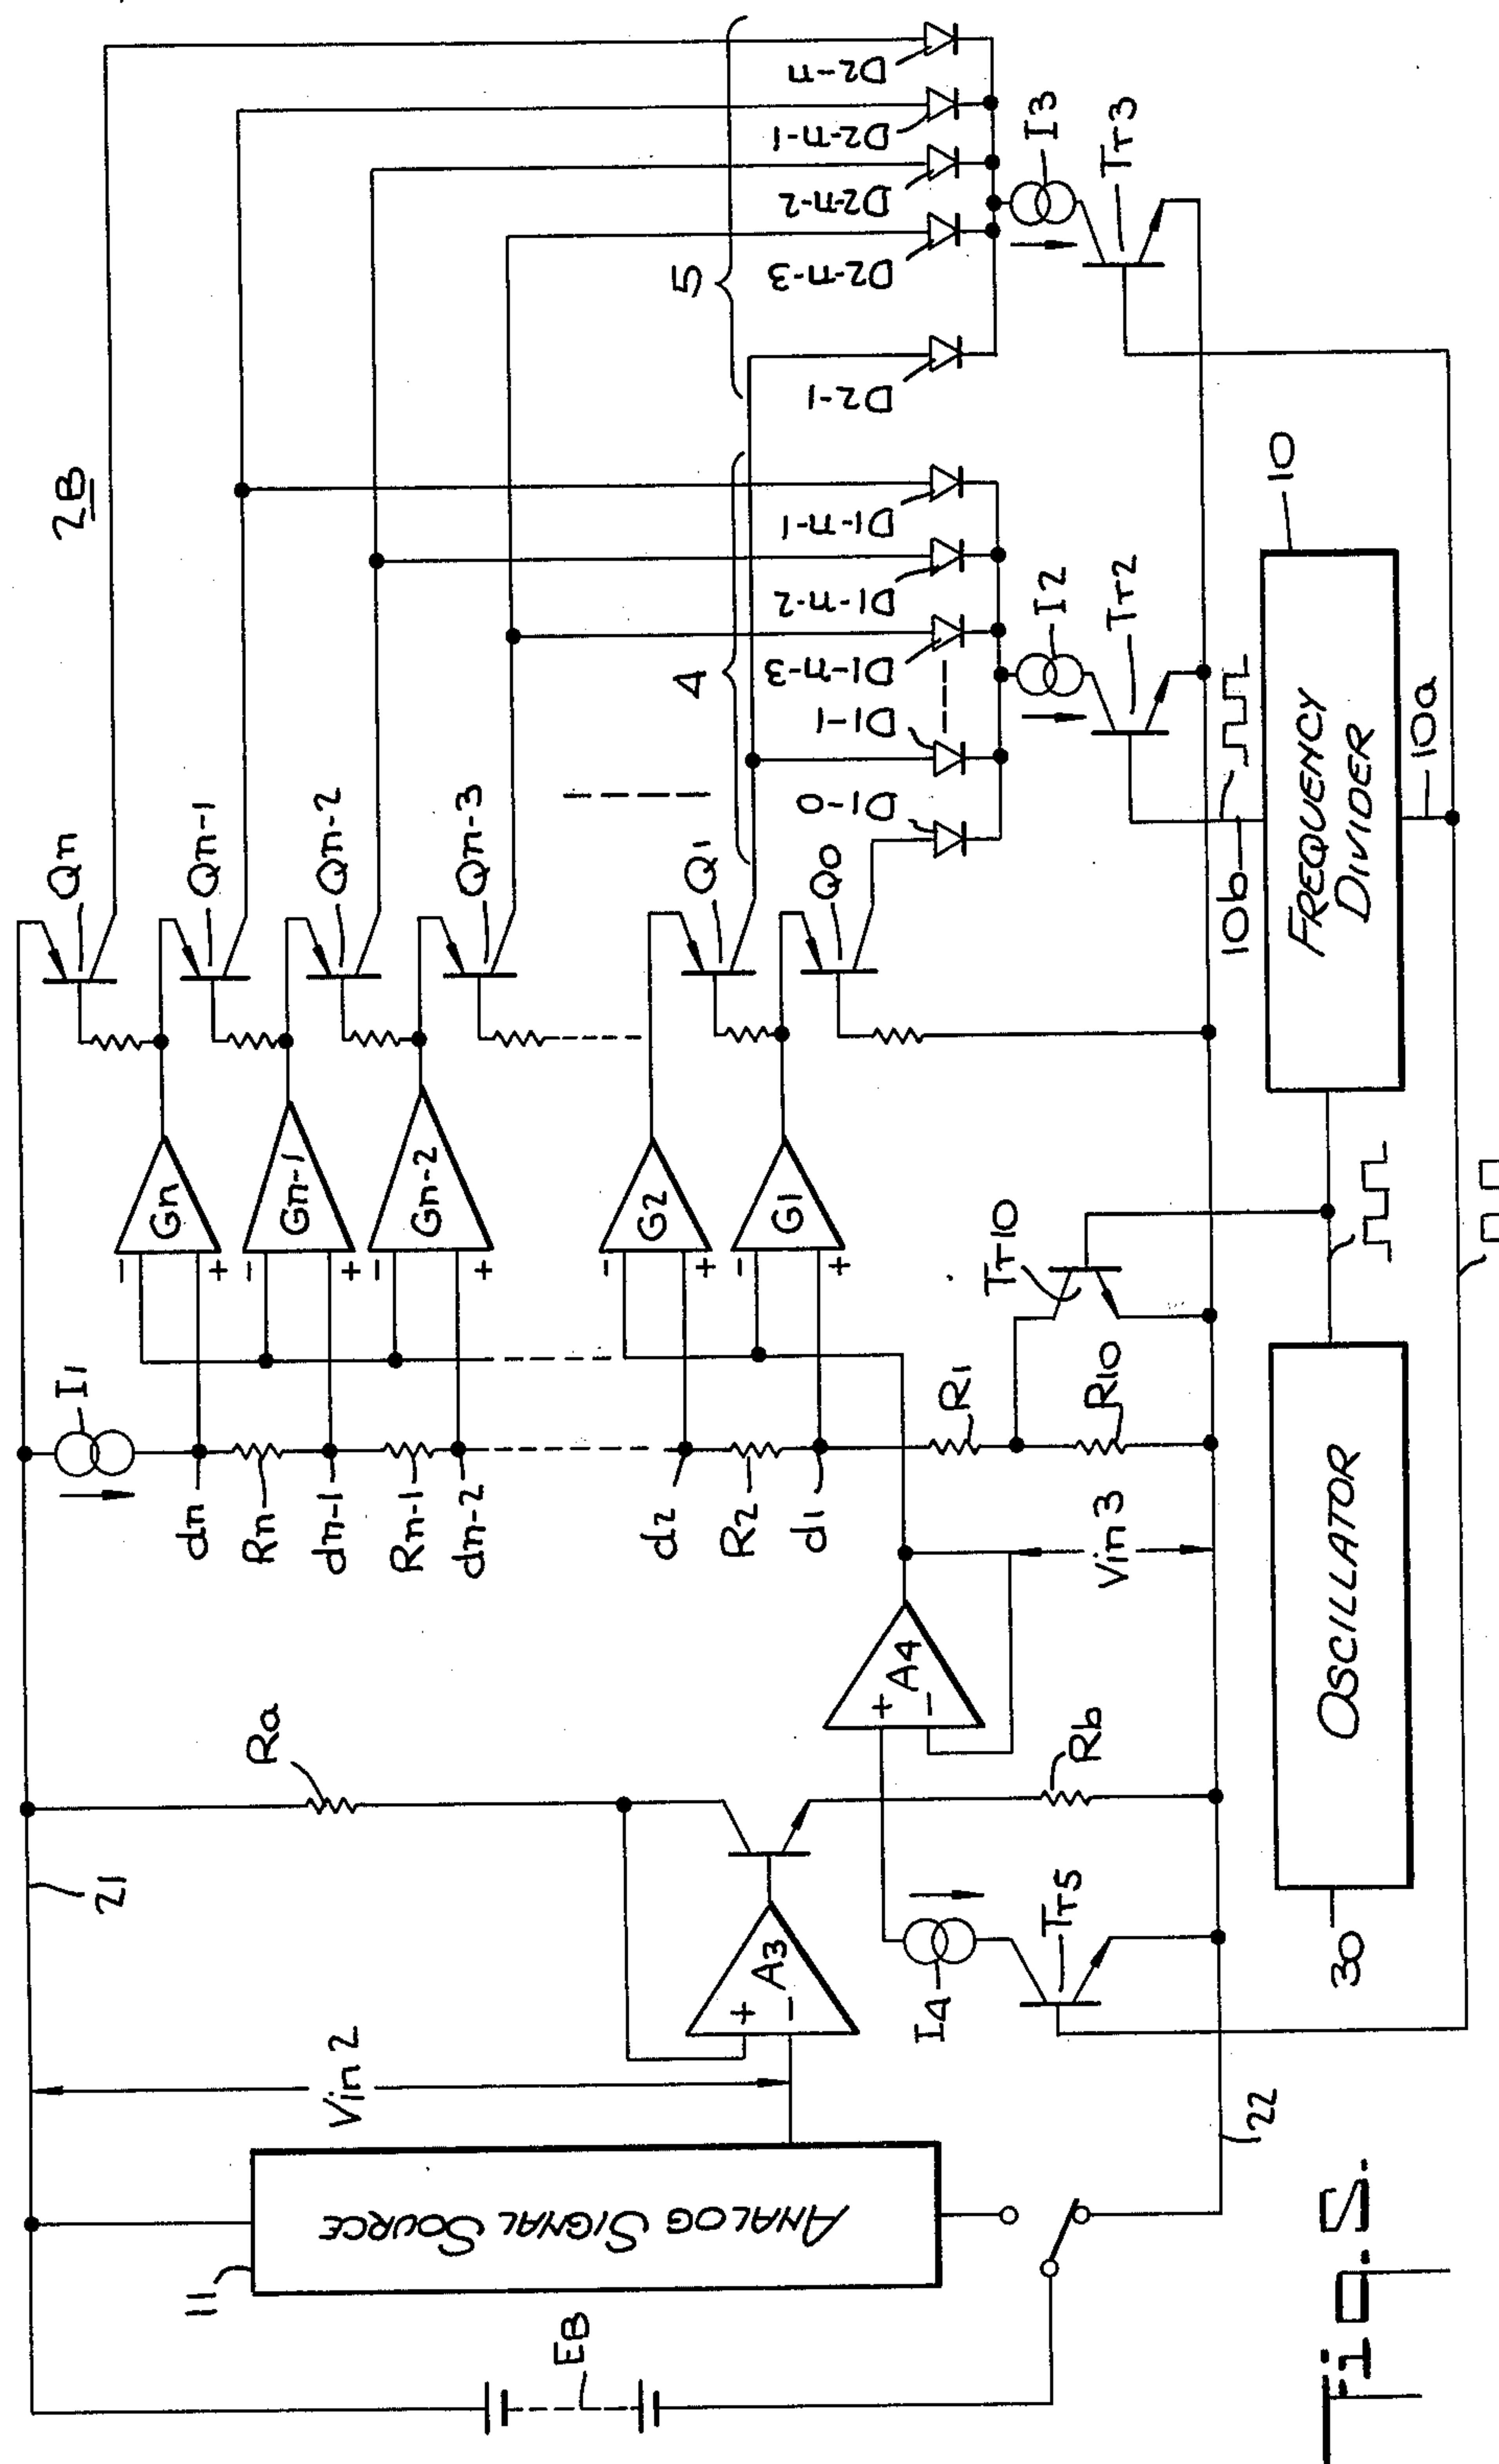 2B
Qn
Qn-1
Qn-2
Qn-3
Q1
Q0
Gn
Gn-1
Gn-2
G2
G1
- +
- +
- +
- +
- +
I1
dn
Rn
dn-1
Rn-1
dn-2
d2
R2
d1
R1
R10
Tr10
Ra
Rb
21
22
Vin2
Vin3
A3
+ -
A4
+ -
I4
Tr5
11
ANALOG SIGNAL SOURCE
EB
4
5
D1-0
D1-1
D1-n-3
D1-n-2
D1-n-1
D2-1
D2-n-3
D2-n-2
D2-n-1
D2-n
I2
Tr2
I3
Tr3
10
FREQUENCY
DIVIDER
10a
10b
OSCILLATOR
30
Fig. 5.